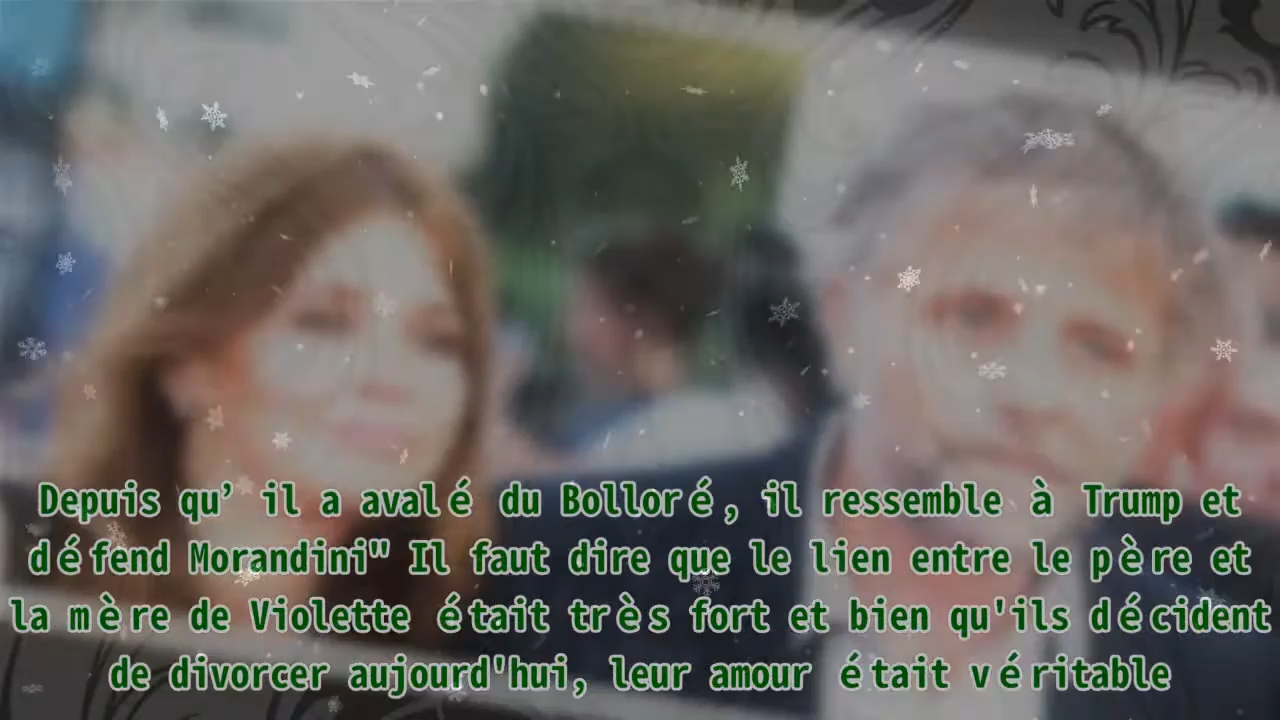 Depuis qu’ il a avalé du Bolloré, il ressemble à Trump et
défend Morandini" Il faut dire que le lien entre le père et
la mère de Violette était très fort et bien qu'ils décident
de divorcer aujourd'hui, leur amour était véritable